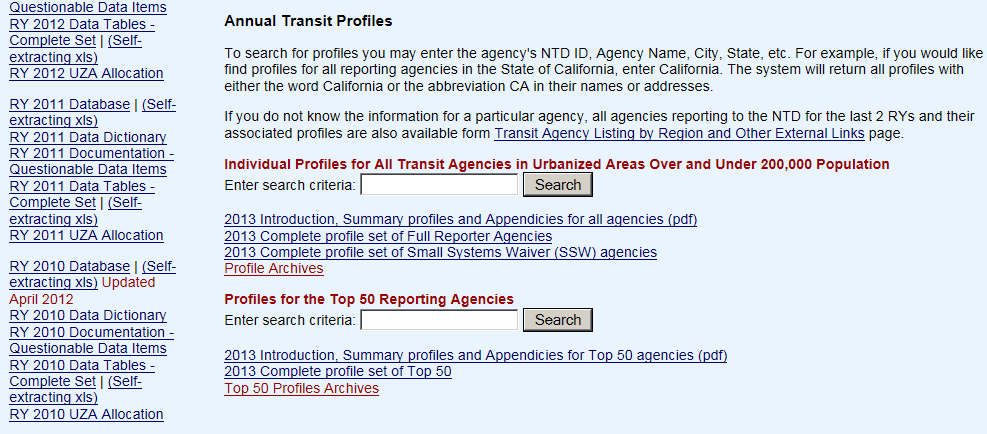 Questionable Data Items
RY 2012 Data Tables -
Complete Set | (Self-
extracting xls)
RY 2012 UZA Allocation
RY 2011 Database | (Self-
extracting xls)
RY 2011 Data Dictionary
RY 2011 Documentation -
Questionable Data Items
RY 2011 Data Tables -
Complete Set | (Self-
extracting xls)
RY 2011 UZA Allocation
RY 2010 Database | (Self-
extracting xls) Updated
April 2012
RY 2010 Data Dictionary
RY 2010 Documentation -
Questionable Data Items
RY 2010 Data Tables -
Complete Set | (Self-
extracting xls)
RY 2010 UZA Allocation
Annual Transit Profiles
To search for profiles you may enter the agency's NTD ID, Agency Name, City, State, etc. For example, if you would like
find profiles for all reporting agencies in the State of California, enter California. The system will return all profiles with
either the word California or the abbreviation CA in their names or addresses.
If you do not know the information for a particular agency, all agencies reporting to the NTD for the last 2 RYs and their
associated profiles are also available form Transit Agency Listing by Region and Other External Links page.
Individual Profiles for All Transit Agencies in Urbanized Areas Over and Under 200,000 Population
Enter search criteria: Search
2013 Introduction, Summary profiles and Appendicies for all agencies (pdf)
2013 Complete profile set of Full Reporter Agencies
2013 Complete profile set of Small Systems Waiver (SSW) agencies
Profile Archives
Profiles for the Top 50 Reporting Agencies
Enter search criteria: Search
2013 Introduction, Summary profiles and Appendicies for Top 50 agencies (pdf)
2013 Complete profile set of Top 50
Top 50 Profiles Archives